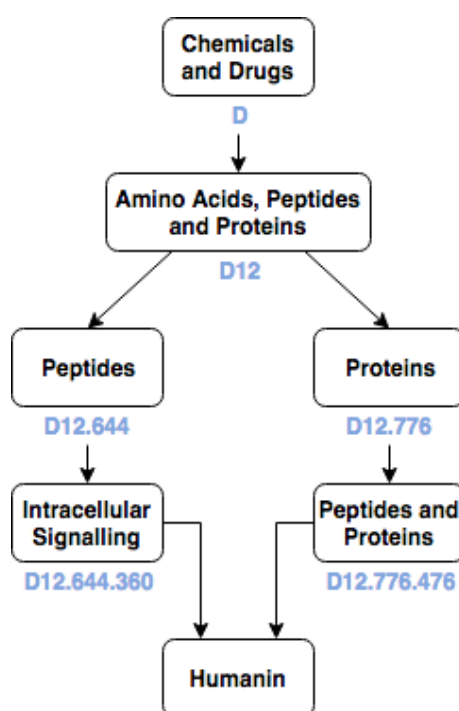 Chemicals
and Drugs
D
Amino Acids, Peptides
and Proteins
D12
Peptides
Proteins
D12.644
D12.776
Intracellular
Signalling
Peptides and
Proteins
D12.644.360
D12.776.476
Humanin